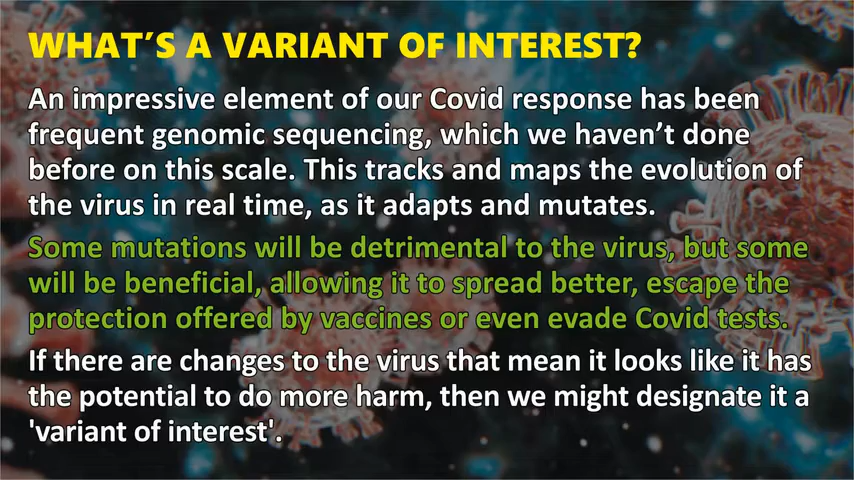 WHAT’S A VARIANT OF INTEREST?
An impressive element of our Covid response has been
frequent genomic sequencing, which we haven’t done
before on this scale. This tracks and maps the evolution of
the virus in real time, as it adapts and mutates.
Some mutations will be detrimental to the virus, but some
will be beneficial, allowing it to spread better, escape the
protection offered by vaccines or even evade Covid tests.
If there are changes to the virus that mean it looks like it has
the potential to do more harm, then we might designate it a
'variant of interest'.